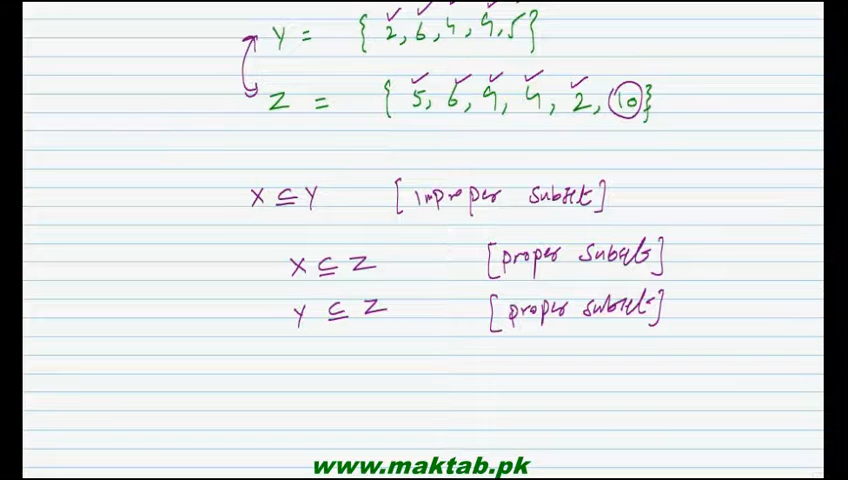 Y = { 2, 6, 4, 9, 5 }
Z = { 5, 6, 9, 4, 2, 10 }
X ⊆ Y [improper subset]
X ⊆ Z [proper subset]
Y ⊆ Z [proper subset]
www.maktab.pk